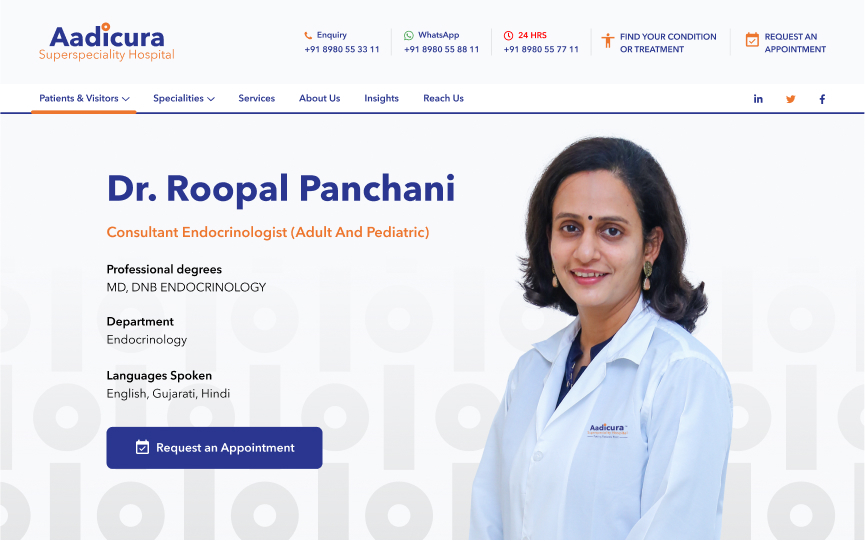 Aadicura
Superspeciality Hospital
Enquiry
+91 8980 55 33 11
WhatsApp
+91 8980 55 88 11
24 HRS
+91 8980 55 77 11
FIND YOUR CONDITION
OR TREATMENT
REQUEST AN
APPOINTMENT
Patients & Visitors
Specialities
Services
About Us
Insights
Reach Us
Dr. Roopal Panchani
Consultant Endocrinologist (Adult And Pediatric)
Professional degrees
MD, DNB ENDOCRINOLOGY
Department
Endocrinology
Languages Spoken
English, Gujarati, Hindi
Request an Appointment
Aadicura